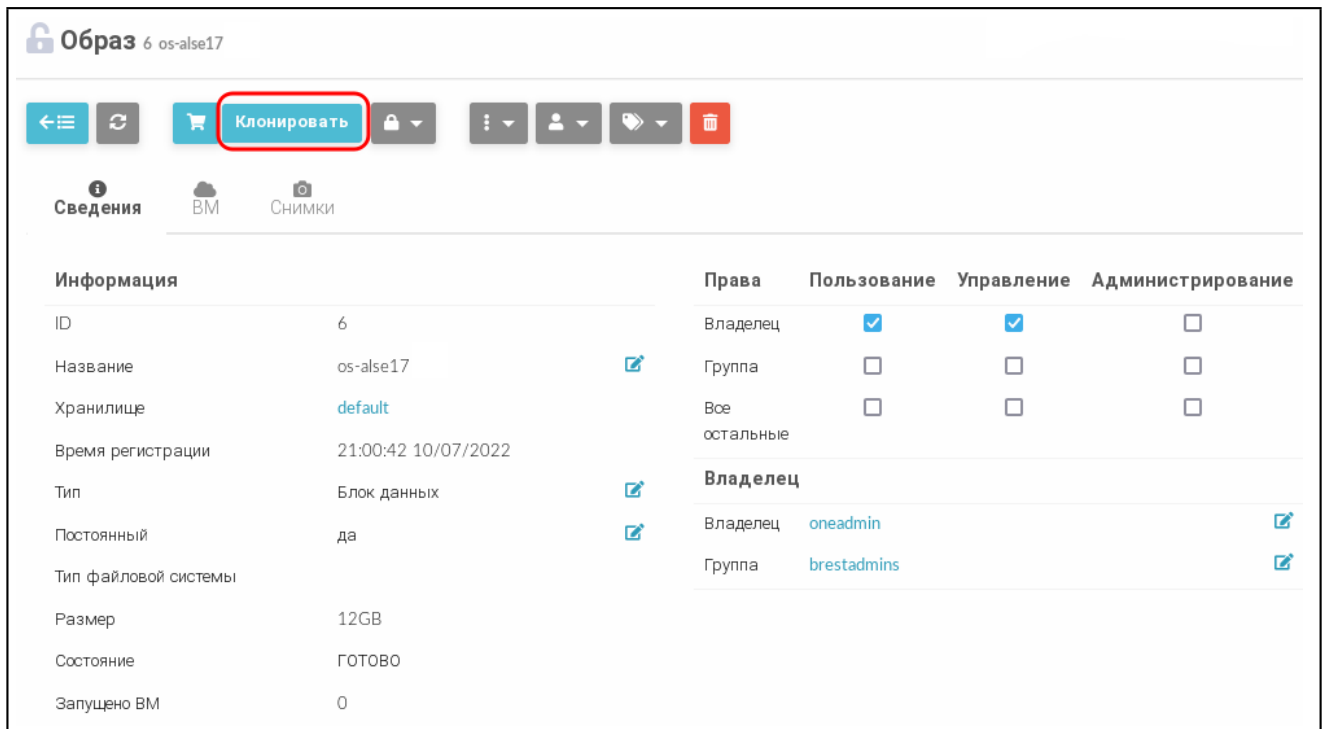 Образ 6 os-alse17
Клонировать
Сведения ВМ Снимки
Информация
ID 6
Название os-alse17
Хранилище default
Время регистрации 21:00:42 10/07/2022
Тип Блок данных
Постоянный да
Тип файловой системы
Размер 12GB
Состояние ГОТОВО
Запущено ВМ 0
Права Пользование Управление Администрирование
Владелец
Группа
Все
остальные
Владелец
Владелец oneadmin
Группа brestadmins